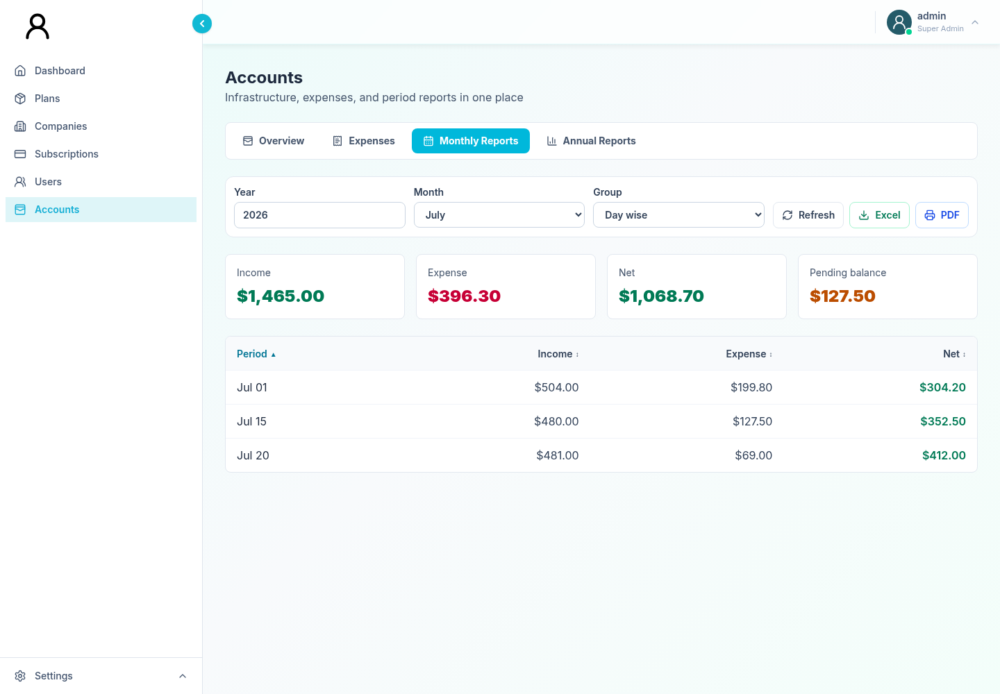 admin
Super Admin
Dashboard
Plans
Companies
Subscriptions
Users
Accounts
Settings
Accounts
Infrastructure, expenses, and period reports in one place
Overview Expenses Monthly Reports Annual Reports
Year Month Group
2026 July Day wise Refresh Excel PDF
Income Expense Net Pending balance
$1,465.00 $396.30 $1,068.70 $127.50
Period ▲ Income ↕ Expense ↕ Net ↕
Jul 01 $504.00 $199.80 $304.20
Jul 15 $480.00 $127.50 $352.50
Jul 20 $481.00 $69.00 $412.00